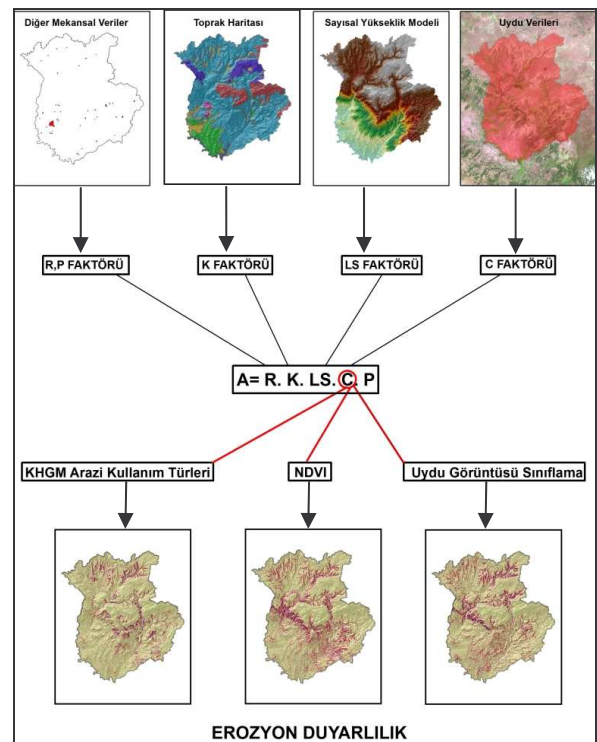 Diğer Mekansal Veriler
Toprak Haritası
Sayısal Yükseklik Modeli
Uydu Verileri
R,P FAKTÖRÜ
K FAKTÖRÜ
LS FAKTÖRÜ
C FAKTÖRÜ
A= R. K. LS. C. P
KHGM Arazi Kullanım Türleri
NDVI
Uydu Görüntüsü Sınıflama
EROZYON DUYARLILIK